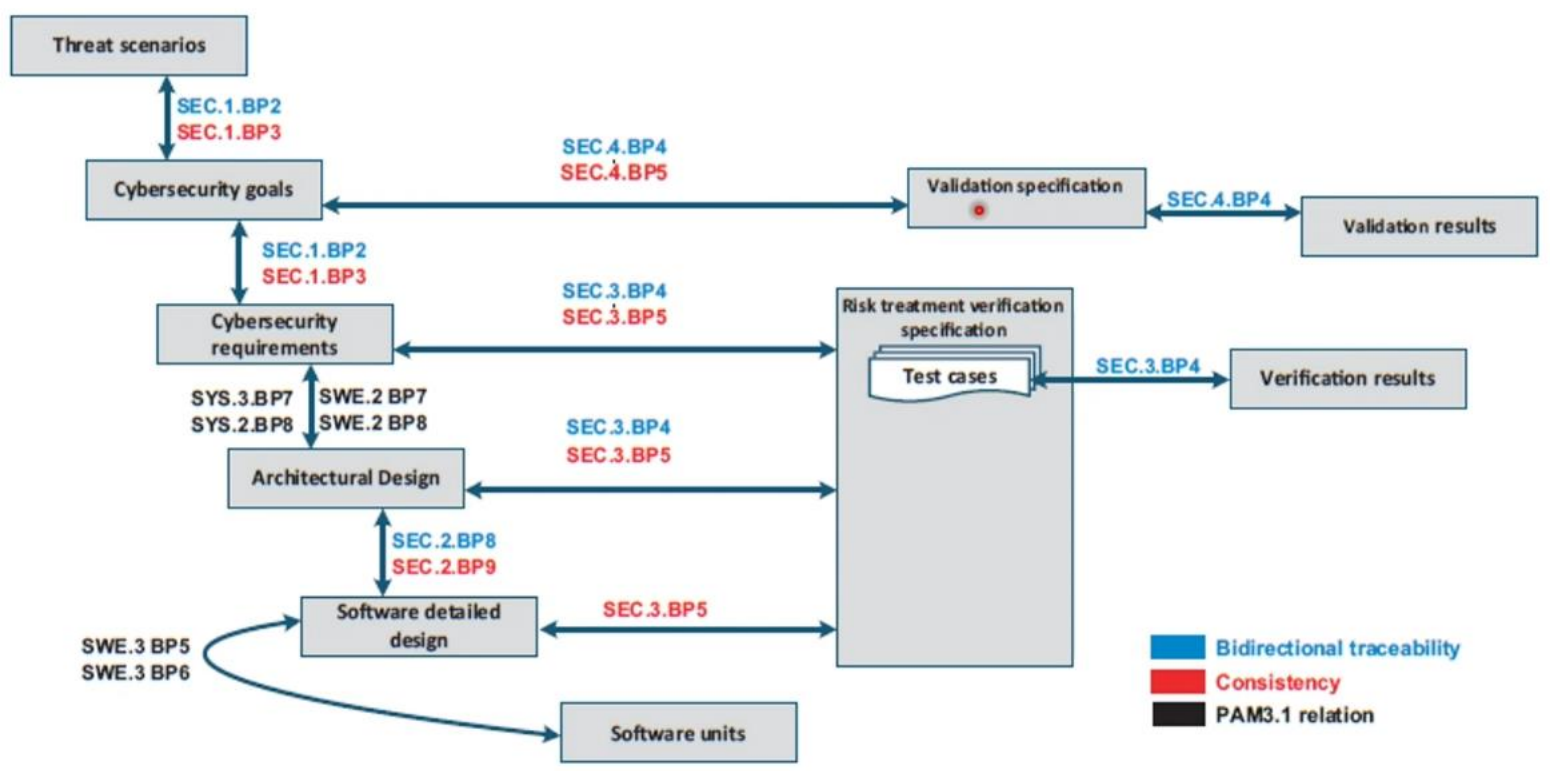 Threat scenarios
SEC.1.BP2
SEC.1.BP3
Cybersecurity goals
SEC.4.BP4
SEC.4.BP5
Validation specification
SEC.4.BP4
Validation results
SEC.1.BP2
SEC.1.BP3
Cybersecurity
requirements
SEC.3.BP4
SEC.3.BP5
Risk treatment verification
specification
Test cases
SEC.3.BP4
Verification results
SYS.3.BP7
SYS.2.BP8
SWE.2 BP7
SWE.2 BP8
Architectural Design
SEC.3.BP4
SEC.3.BP5
SEC.2.BP8
SEC.2.BP9
Software detailed
design
SEC.3.BP5
SWE.3 BP5
SWE.3 BP6
Software units
Bidirectional traceability
Consistency
PAM3.1 relation